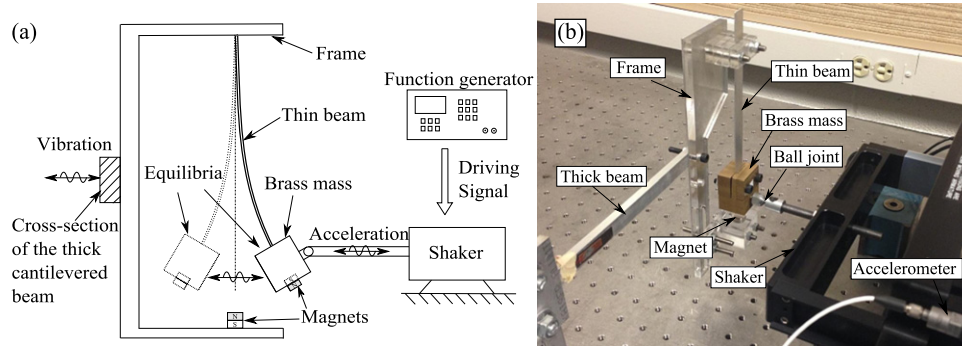 (a)
Frame
Function generator
Thin beam
Vibration
Equilibria
Brass mass
Driving
Signal
Cross-section
of the thick
cantilevered
beam
Acceleration
Shaker
Magnets
N
S
(b)
Frame
Thin beam
Brass mass
Ball joint
Thick beam
Magnet
Shaker
Accelerometer